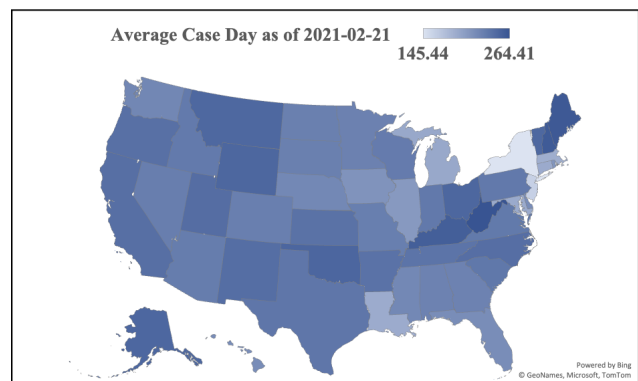 Average Case Day as of 2021-02-21
145.44 264.41
Powered by Bing
© GeoNames, Microsoft, TomTom